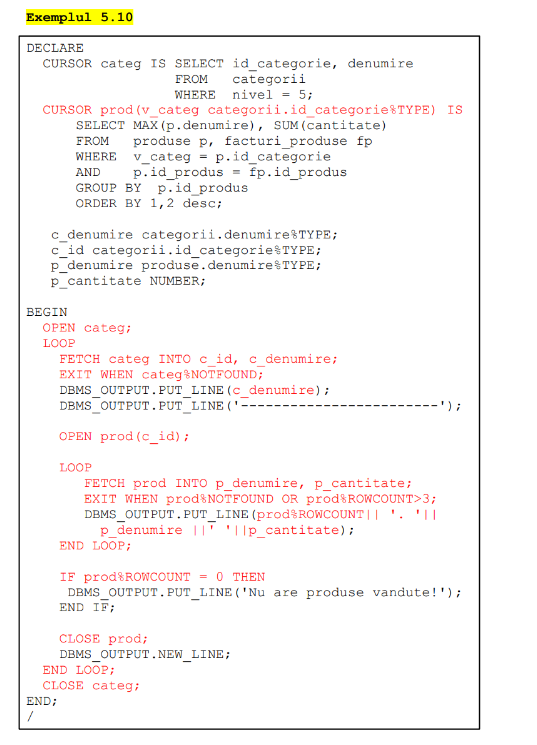 Exemplul 5.10
DECLARE
  CURSOR categ IS SELECT id_categorie, denumire
                  FROM   categorii
                  WHERE  nivel = 5;
  CURSOR prod(v_categ categorii.id_categorie%TYPE) IS
      SELECT MAX(p.denumire), SUM(cantitate)
      FROM   produse p, facturi_produse fp
      WHERE  v_categ = p.id_categorie
      AND    p.id_produs = fp.id_produs
      GROUP BY  p.id_produs
      ORDER BY 1,2 desc;
   c_denumire categorii.denumire%TYPE;
   c_id categorii.id_categorie%TYPE;
   p_denumire produse.denumire%TYPE;
   p_cantitate NUMBER;
BEGIN
  OPEN categ;
  LOOP
    FETCH categ INTO c_id, c_denumire;
    EXIT WHEN categ%NOTFOUND;
    DBMS_OUTPUT.PUT_LINE(c_denumire);
    DBMS_OUTPUT.PUT_LINE('------------------------');
    OPEN prod(c_id);
    LOOP
       FETCH prod INTO p_denumire, p_cantitate;
       EXIT WHEN prod%NOTFOUND OR prod%ROWCOUNT>3;
       DBMS_OUTPUT.PUT_LINE(prod%ROWCOUNT|| '. '||
         p_denumire ||' '||p_cantitate);
    END LOOP;
    IF prod%ROWCOUNT = 0 THEN
     DBMS_OUTPUT.PUT_LINE('Nu are produse vandute!');
    END IF;
    CLOSE prod;
    DBMS_OUTPUT.NEW_LINE;
  END LOOP;
  CLOSE categ;
END;
/